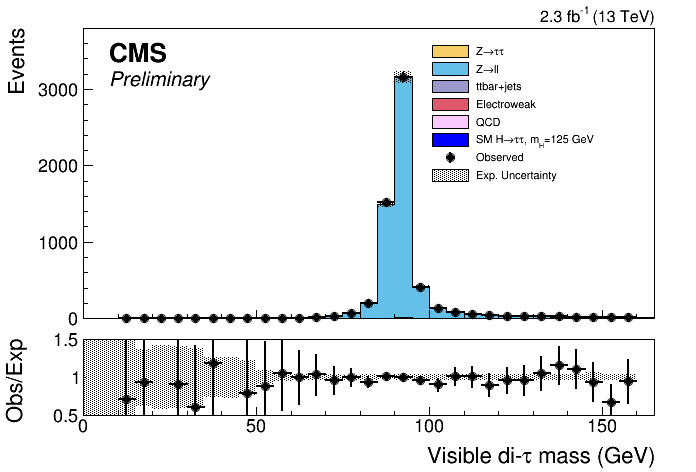 2.3 fb⁻¹ (13 TeV)
Events
CMS
Preliminary
Z→ττ
Z→ll
ttbar+jets
Electroweak
QCD
SM H→ττ, m_H=125 GeV
Observed
Exp. Uncertainty
3000
2000
1000
0
Obs/Exp
1.5
1
0.5
0 50 100 150
Visible di-τ mass (GeV)